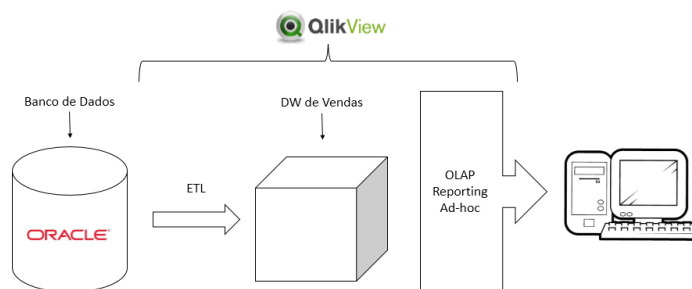 QlikView
Banco de Dados
DW de Vendas
ETL
OLAP
Reporting
Ad-hoc
ORACLE